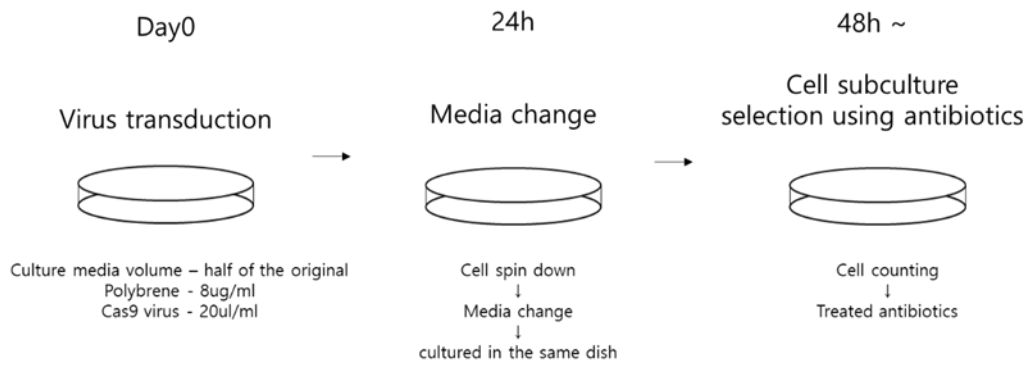 Day0
Virus transduction
Culture media volume – half of the original
Polybrene - 8ug/ml
Cas9 virus - 20ul/ml
24h
Media change
Cell spin down
↓
Media change
↓
cultured in the same dish
48h ~
Cell subculture
selection using antibiotics
Cell counting
↓
Treated antibiotics